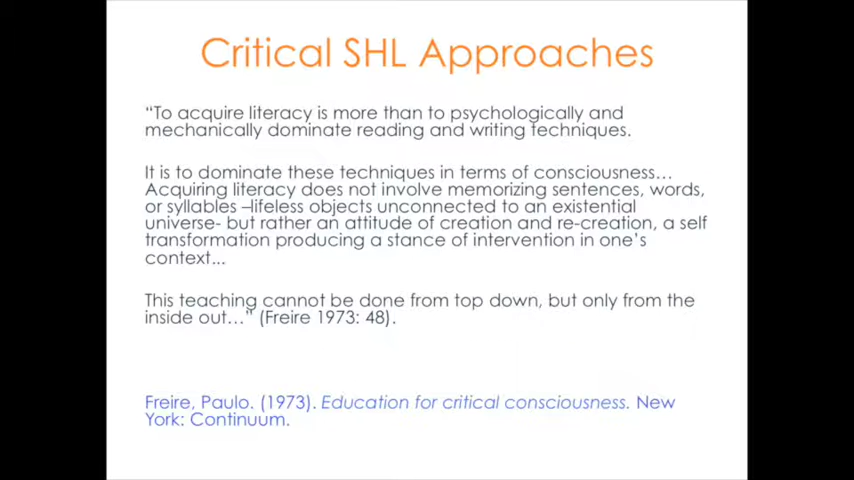 Critical SHL Approaches
“To acquire literacy is more than to psychologically and
mechanically dominate reading and writing techniques.
It is to dominate these techniques in terms of consciousness…
Acquiring literacy does not involve memorizing sentences, words,
or syllables –lifeless objects unconnected to an existential
universe- but rather an attitude of creation and re-creation, a self
transformation producing a stance of intervention in one’s
context...
This teaching cannot be done from top down, but only from the
inside out…” (Freire 1973: 48).
Freire, Paulo. (1973). Education for critical consciousness. New
York: Continuum.